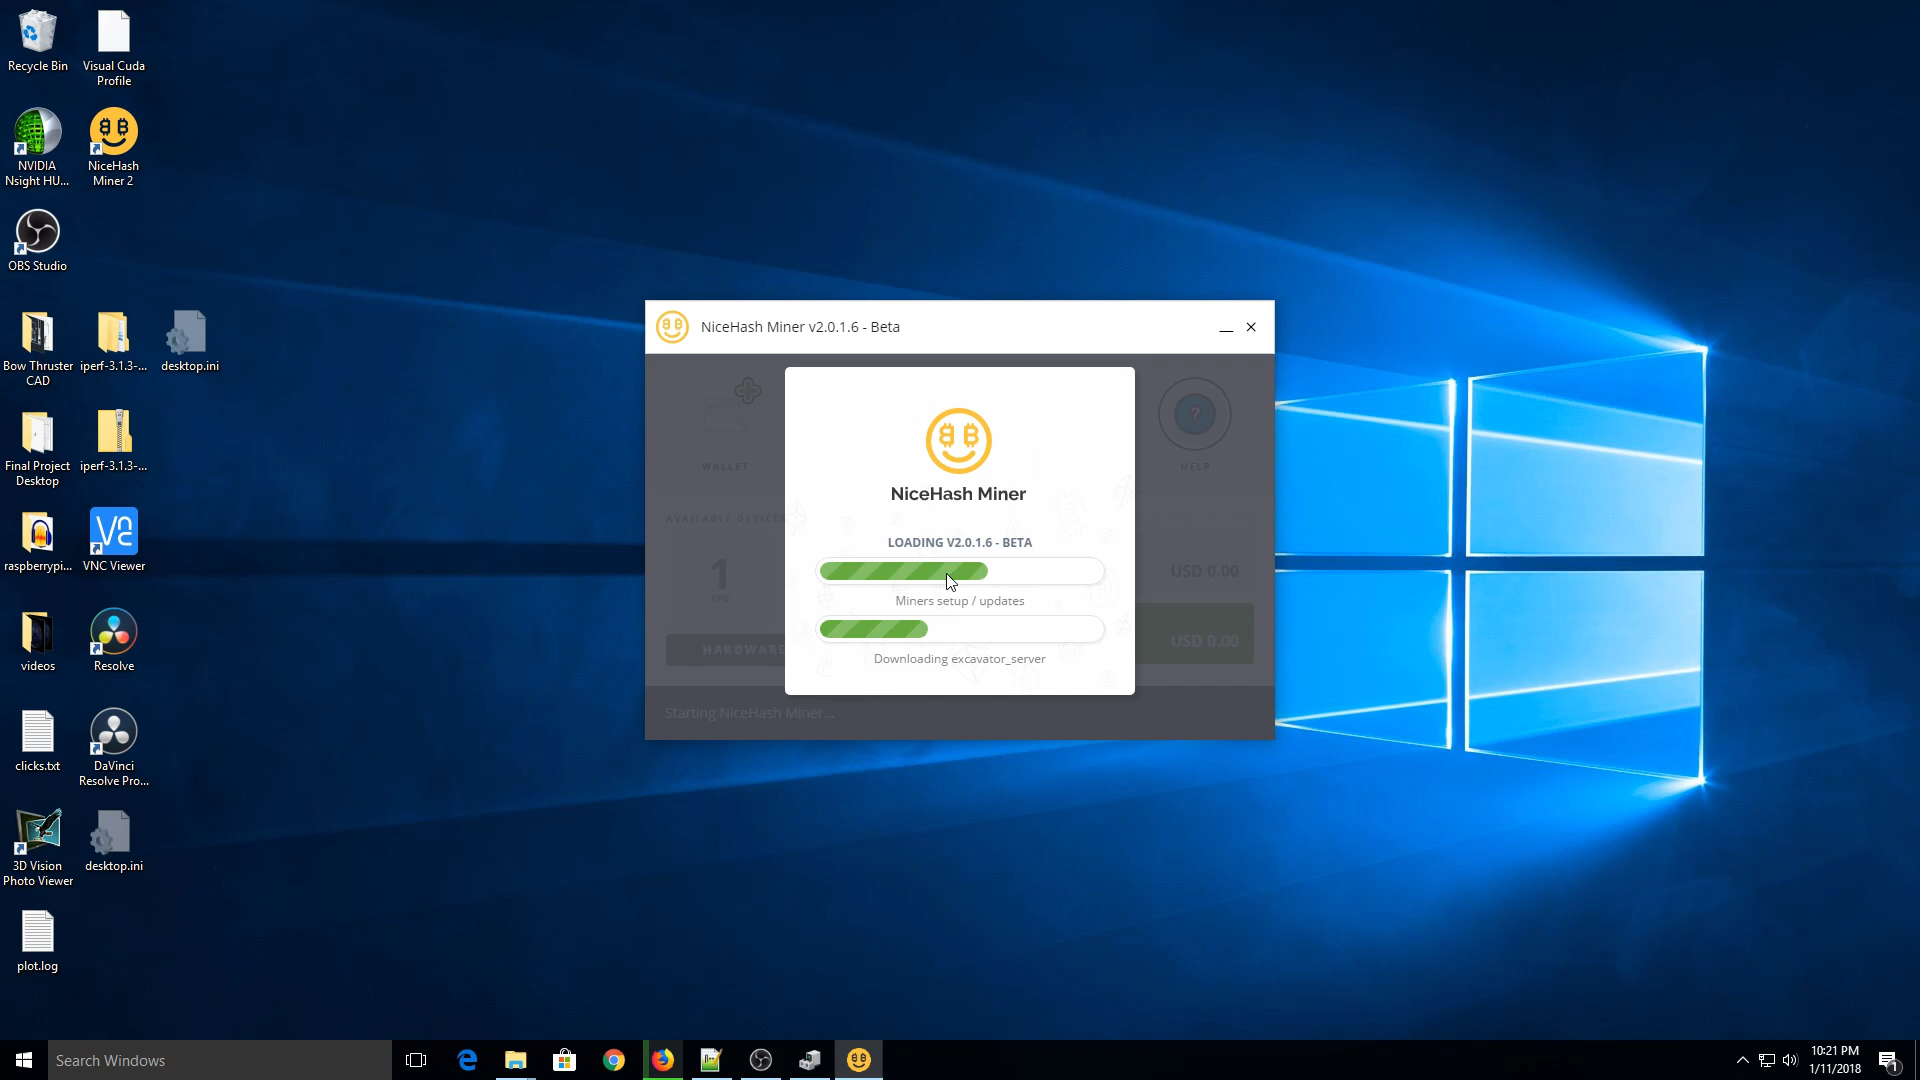 Recycle Bin
Visual Cuda
Profile
NVIDIA
Nsight HU...
NiceHash
Miner 2
OBS Studio
Bow Thruster
CAD
iperf-3.1.3-...
desktop.ini
Final Project
Desktop
iperf-3.1.3-...
raspberrypi...
VNC Viewer
videos
Resolve
clicks.txt
DaVinci
Resolve Pro...
3D Vision
Photo Viewer
desktop.ini
plot.log
NiceHash Miner v2.0.1.6 - Beta
WALLET
HELP
AVAILABLE DEVICES
1
USD 0.00
USD 0.00
HARDWARE
Starting NiceHash Miner...
NiceHash Miner
LOADING V2.0.1.6 - BETA
Miners setup / updates
Downloading excavator_server
Search Windows
10:21 PM
1/11/2018
1